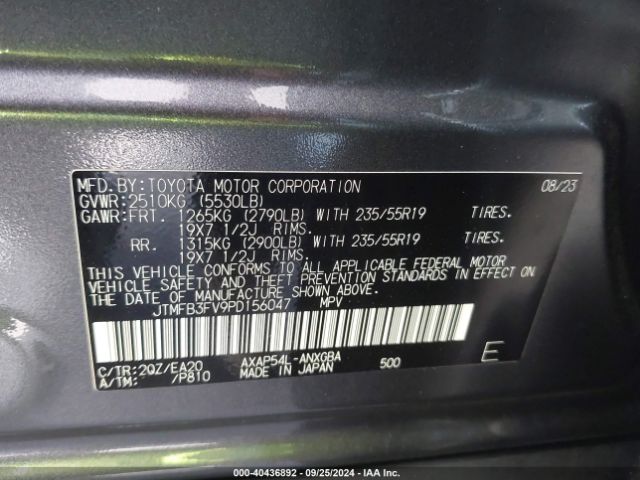 MFD.BY:TOYOTA MOTOR CORPORATION 08/23
GVWR:2510KG (5530LB)
GAWR:FRT. 1265KG (2790LB) WITH 235/55R19 TIRES.
19X7 1/2J RIMS.
RR. 1315KG (2900LB) WITH 235/55R19 TIRES.
19X7 1/2J RIMS.
THIS VEHICLE CONFORMS TO ALL APPLICABLE FEDERAL MOTOR
VEHICLE SAFETY AND THEFT PREVENTION STANDARDS IN EFFECT ON
THE DATE OF MANUFACTURE SHOWN ABOVE.
JTMFB3FV9PD156047 MPV
C/TR:2QZ/EA20 AXAP54L-ANXGBA 500 E
A/TM: /P810 MADE IN JAPAN
000-40436892 - 09/25/2024 - IAA Inc.